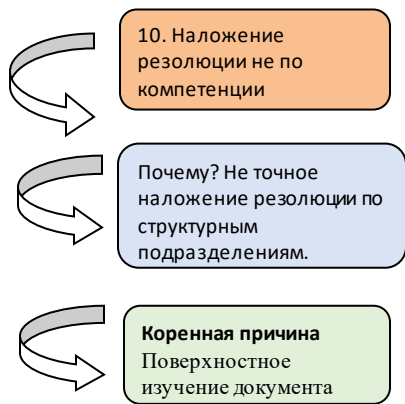 10. Наложение
резолюции не по
компетенции
Почему? Не точное
наложение резолюции по
структурным
подразделениям.
Коренная причина
Поверхностное
изучение документа